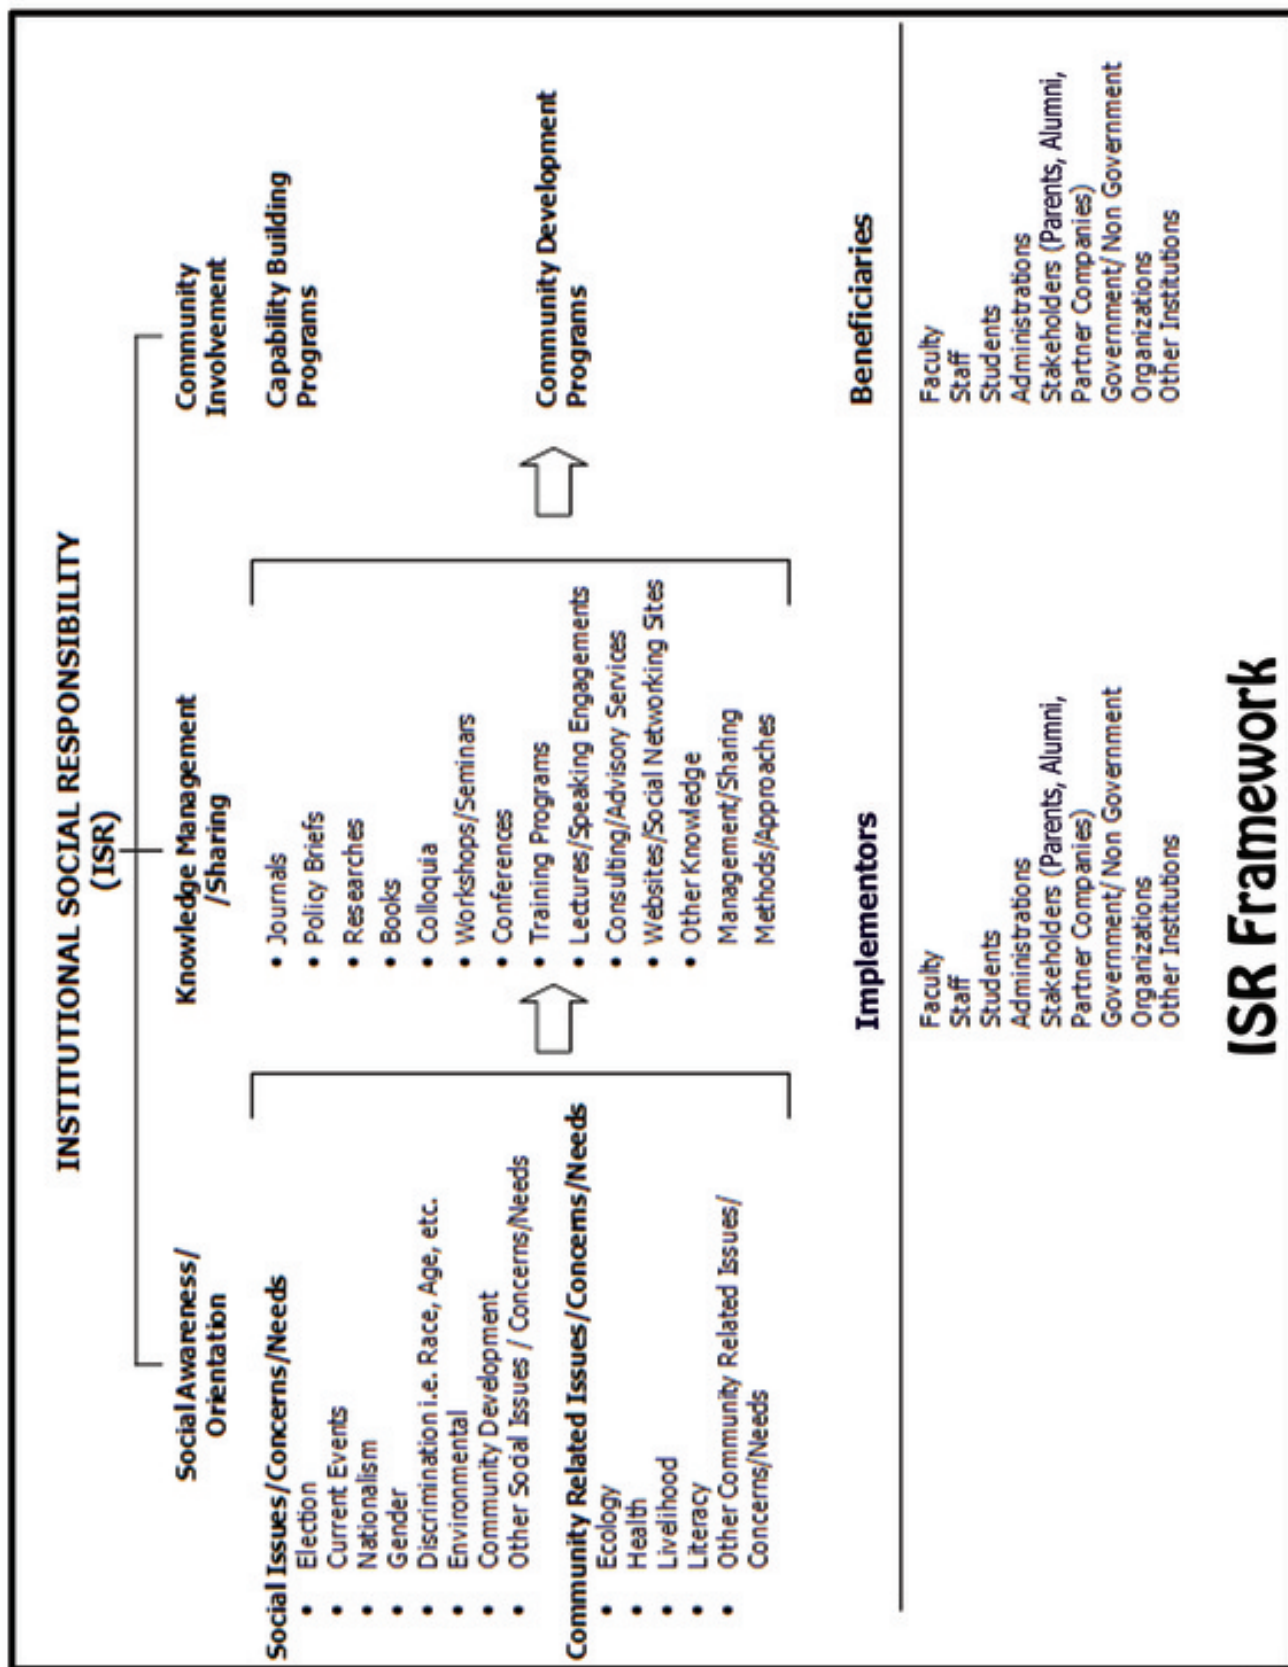 INSTITUTIONAL SOCIAL RESPONSIBILITY
(ISR)
Social Awareness/
Orientation
Social Issues/Concerns/Needs
• Election
• Current Events
• Nationalism
• Gender
• Discrimination i.e. Race, Age, etc.
• Environmental
• Community Development
• Other Social Issues / Concerns/Needs
Community Related Issues/Concerns/Needs
• Ecology
• Health
• Livelihood
• Literacy
• Other Community Related Issues/
Concerns/Needs
Knowledge Management
/Sharing
• Journals
• Policy Briefs
• Researches
• Books
• Colloquia
• Workshops/Seminars
• Conferences
• Training Programs
• Lectures/Speaking Engagements
• Consulting/Advisory Services
• Websites/Social Networking Sites
• Other Knowledge
Management/Sharing
Methods/Approaches
Community
Involvement
Capability Building
Programs
Community Development
Programs
Implementors
Faculty
Staff
Students
Administrations
Stakeholders (Parents, Alumni,
Partner Companies)
Government/ Non Government
Organizations
Other Institutions
Beneficiaries
Faculty
Staff
Students
Administrations
Stakeholders (Parents, Alumni,
Partner Companies)
Government/ Non Government
Organizations
Other Institutions
ISR Framework